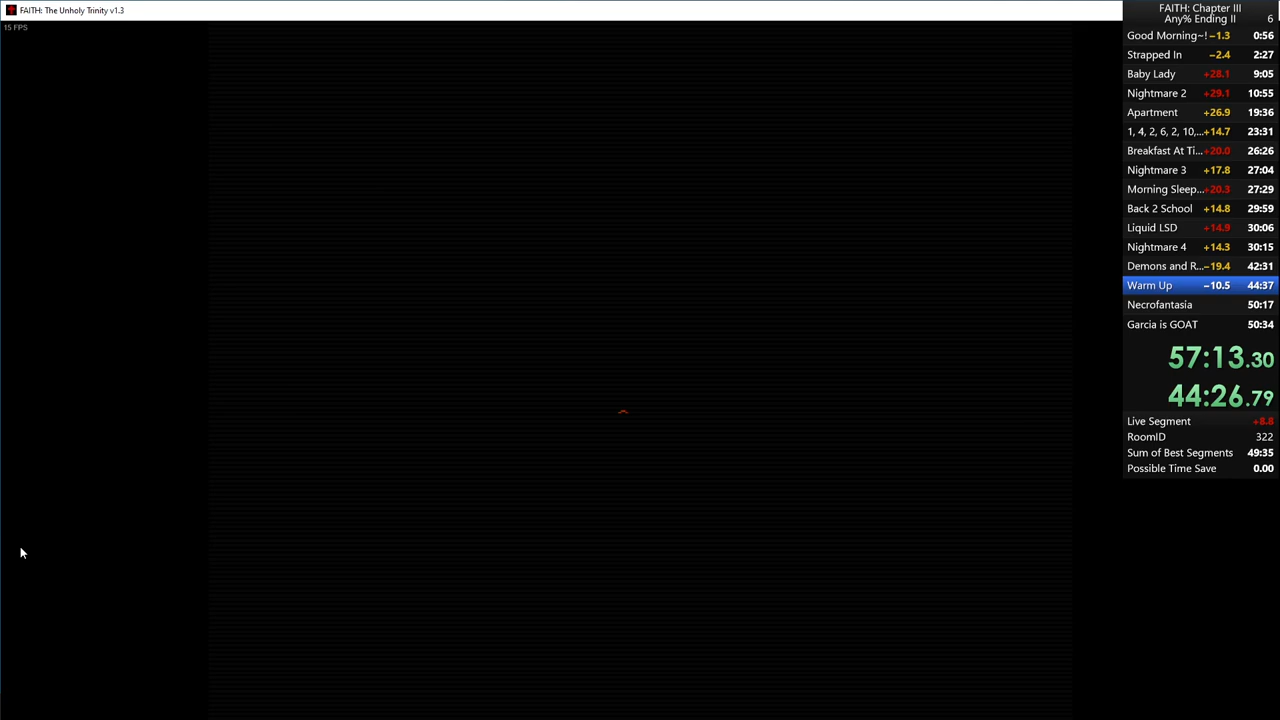 FAITH: The Unholy Trinity v1.3
15 FPS
FAITH: Chapter III
Any% Ending II 6
Good Morning~! −1.3 0:56
Strapped In −2.4 2:27
Baby Lady +28.1 9:05
Nightmare 2 +29.1 10:55
Apartment +26.9 19:36
1, 4, 2, 6, 2, 10,... +14.7 23:31
Breakfast At Ti... +20.0 26:26
Nightmare 3 +17.8 27:04
Morning Sleep... +20.3 27:29
Back 2 School +14.8 29:59
Liquid LSD +14.9 30:06
Nightmare 4 +14.3 30:15
Demons and R... −19.4 42:31
Warm Up −10.5 44:37
Necrofantasia 50:17
Garcia is GOAT 50:34
57:13.30
44:26.79
Live Segment +8.8
RoomID 322
Sum of Best Segments 49:35
Possible Time Save 0.00